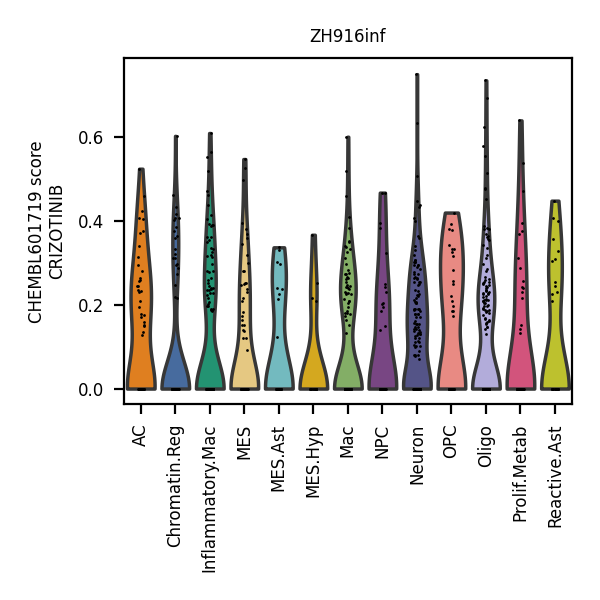 ZH916inf
CHEMBL601719 score
CRIZOTINIB
0.6
0.4
0.2
0.0
AC
Chromatin.Reg
Inflammatory.Mac
MES
MES.Ast
MES.Hyp
Mac
NPC
Neuron
OPC
Oligo
Prolif.Metab
Reactive.Ast